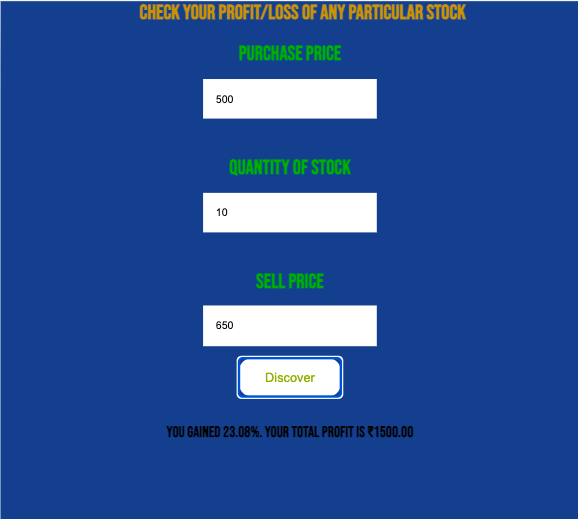 CHECK YOUR PROFIT/LOSS OF ANY PARTICULAR STOCK
PURCHASE PRICE
500
QUANTITY OF STOCK
10
SELL PRICE
650
Discover
YOU GAINED 23.08%. YOUR TOTAL PROFIT IS ₹1500.00